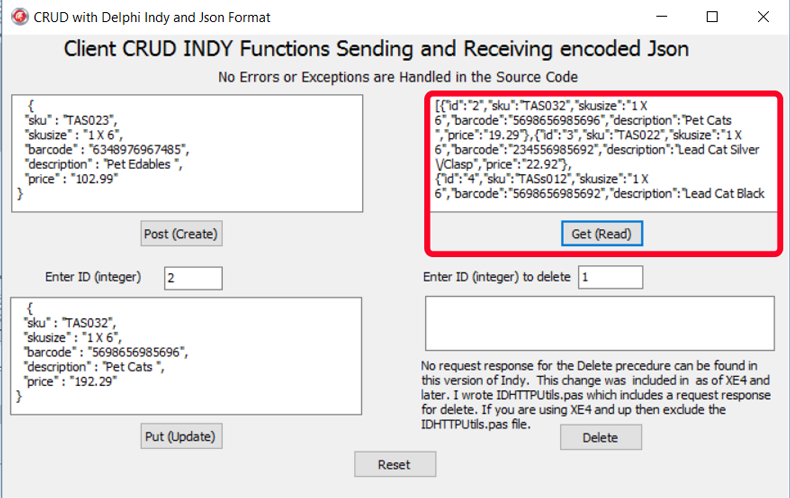 CRUD with Delphi Indy and Json Format
Client CRUD INDY Functions Sending and Receiving encoded Json
No Errors or Exceptions are Handled in the Source Code
{
"sku" : "TAS023",
"skusize" : "1 X 6",
"barcode" : "6348976967485",
"description" : "Pet Edables ",
"price" : "102.99"
}
Post (Create)
[{"id":"2","sku":"TAS032","skusize":"1 X
6","barcode":"5698656985696","description":"Pet Cats
","price":"19.29"},{"id":"3","sku":"TAS022","skusize":"1 X
6","barcode":"234556985692","description":"Lead Cat Silver
\/Clasp","price":"22.92"},
{"id":"4","sku":"TASs012","skusize":"1 X
6","barcode":"5698656985692","description":"Lead Cat Black
Get (Read)
Enter ID (integer) 2
{
"sku" : "TAS032",
"skusize" : "1 X 6",
"barcode" : "5698656985696",
"description" : "Pet Cats ",
"price" : "192.29"
}
Put (Update)
Enter ID (integer) to delete 1
No request response for the Delete precedure can be found in
this version of Indy. This change was included in as of XE4 and
later. I wrote IDHTTPUtils.pas which includes a request response
for delete. If you are using XE4 and up then exclude the
IDHTTPUtils.pas file.
Delete
Reset